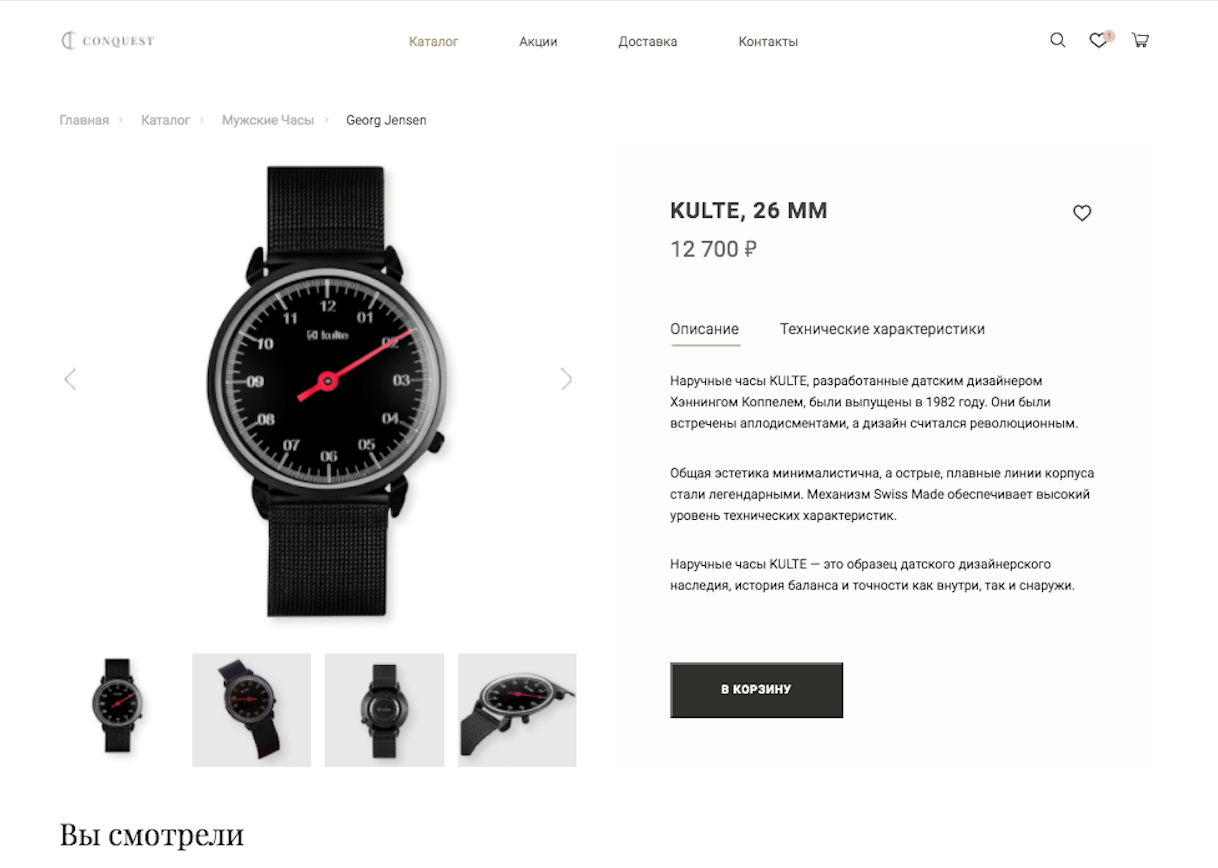 CONQUEST
Каталог Акции Доставка Контакты
1
Главная Каталог Мужские Часы Georg Jensen
KULTE, 26 ММ
12 700 ₽
Описание Технические характеристики
Наручные часы KULTE, разработанные датским дизайнером
Хэннингом Коппелем, были выпущены в 1982 году. Они были
встречены аплодисментами, а дизайн считался революционным.
Общая эстетика минималистична, а острые, плавные линии корпуса
стали легендарными. Механизм Swiss Made обеспечивает высокий
уровень технических характеристик.
Наручные часы KULTE — это образец датского дизайнерского
наследия, история баланса и точности как внутри, так и снаружи.
В КОРЗИНУ
12
11 01
kulte
10 02
09 03
08 04
07 05
06
Вы смотрели